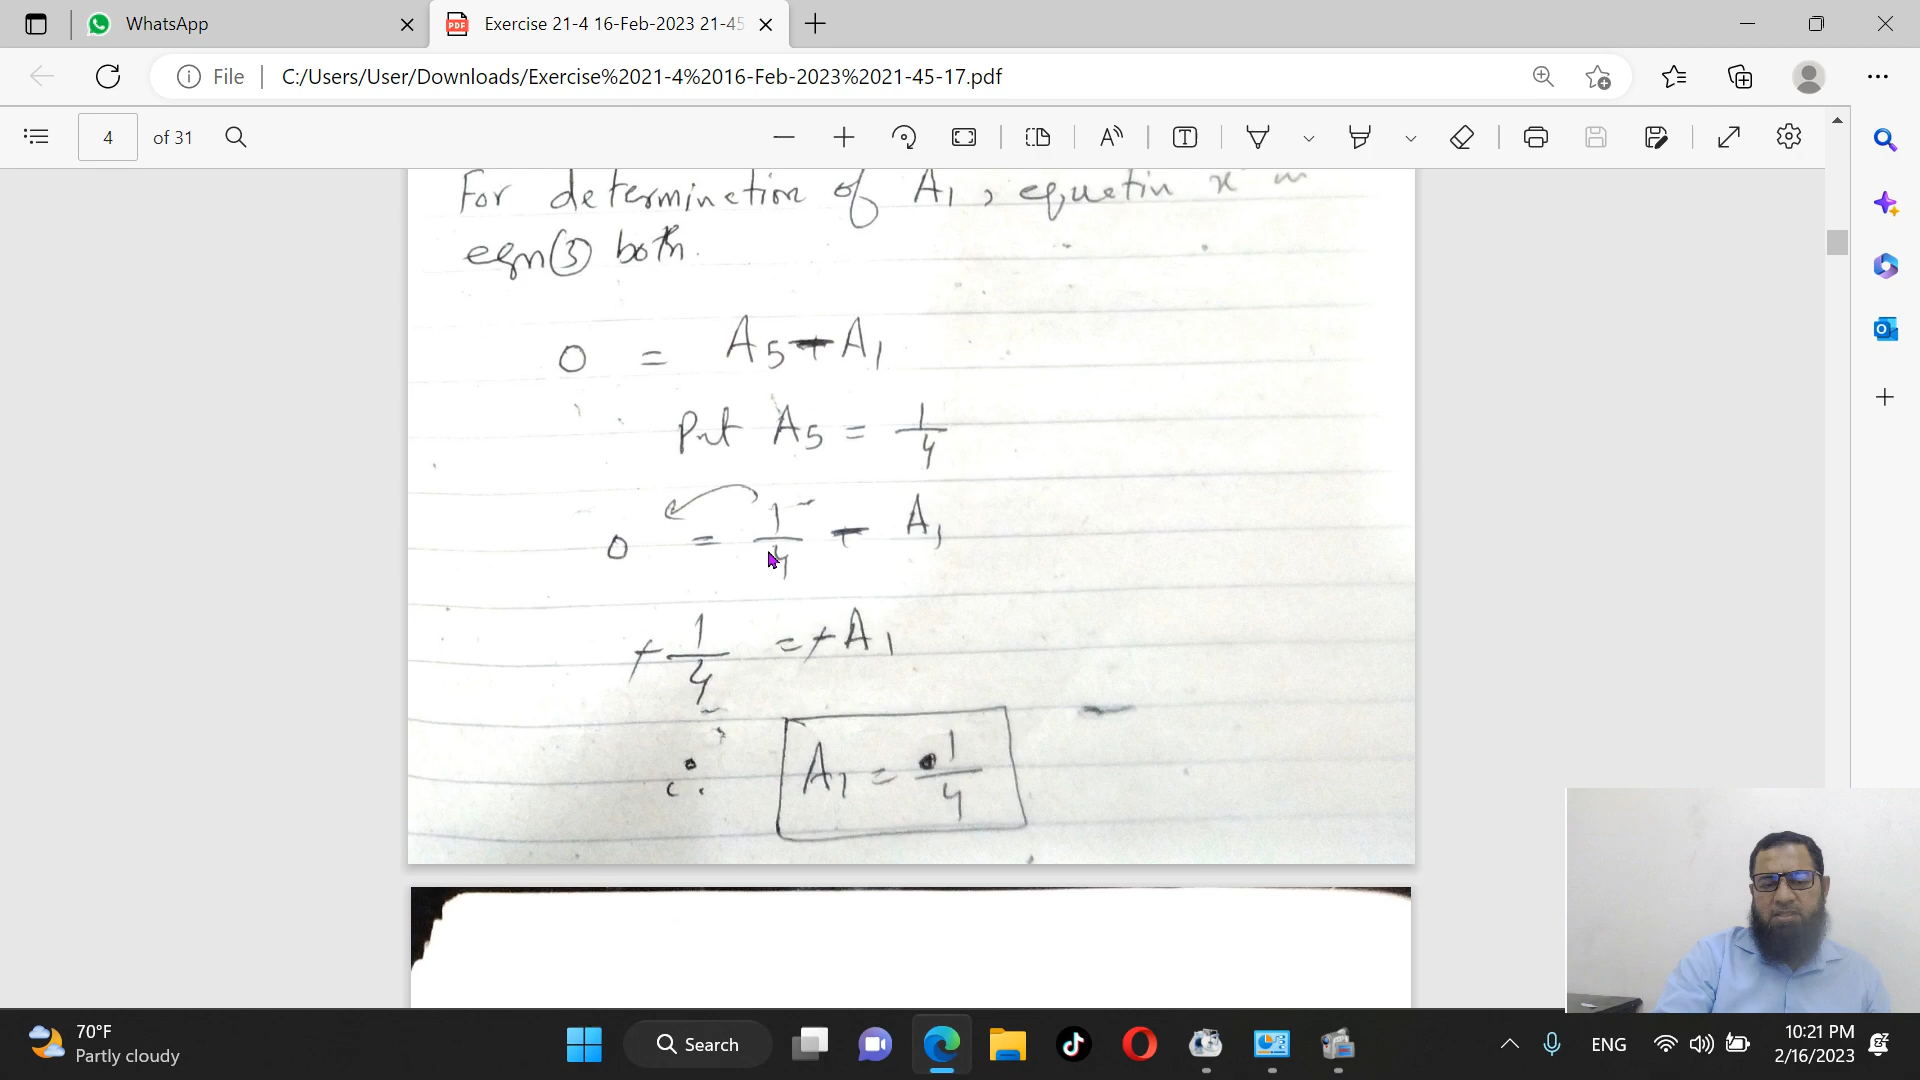 WhatsApp
Exercise 21-4 16-Feb-2023 21-45
File
C:/Users/User/Downloads/Exercise%2021-4%2016-Feb-2023%2021-45-17.pdf
4 of 31
For determinction of A1, equetin x in
eqn(3) both.
0 = A5 - A1
Put A5 = 1/4
0 = 1/4 - A1
+ 1/4 = + A1
∴ A1 = 1/4
70°F
Partly cloudy
Search
ENG
10:21 PM
2/16/2023